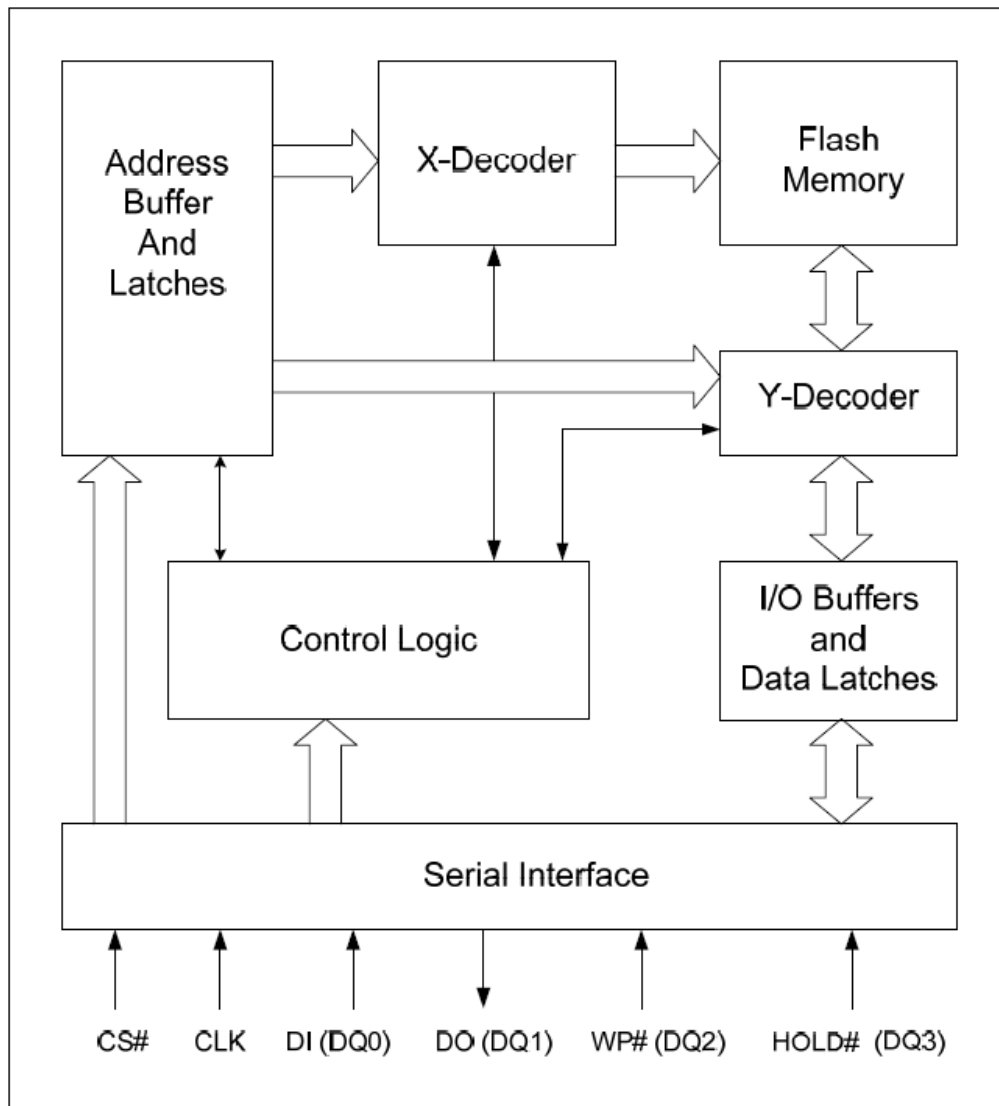 Address
Buffer
And
Latches
X-Decoder
Flash
Memory
Y-Decoder
Control Logic
I/O Buffers
and
Data Latches
Serial Interface
CS# CLK DI (DQ0) DO (DQ1) WP# (DQ2) HOLD# (DQ3)